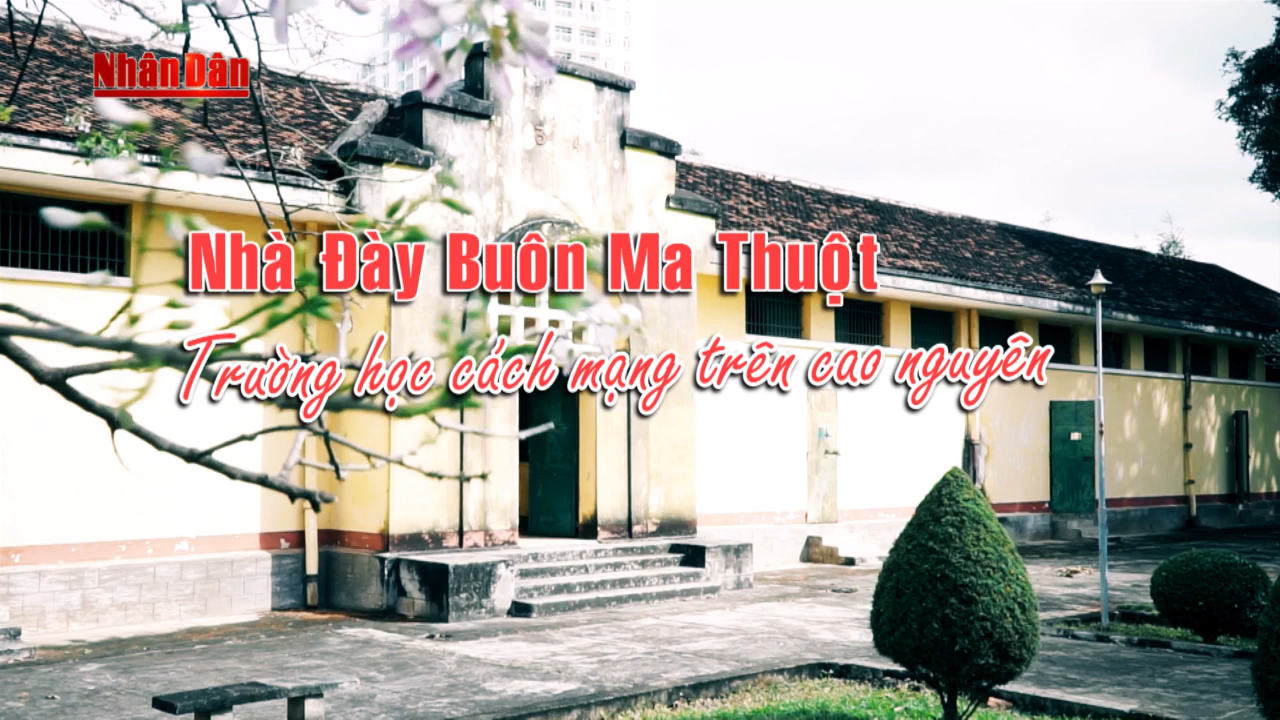 Nhân Dân
Nhà Đày Buôn Ma Thuột
Trường học cách mạng trên cao nguyên